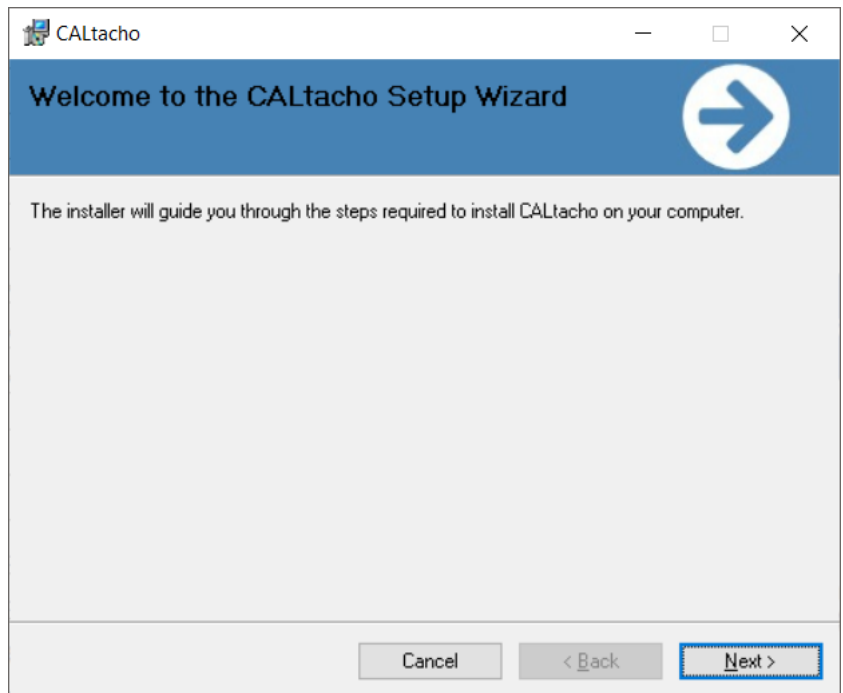 CALtacho
Welcome to the CALtacho Setup Wizard
The installer will guide you through the steps required to install CALtacho on your computer.
Cancel
< Back
Next >